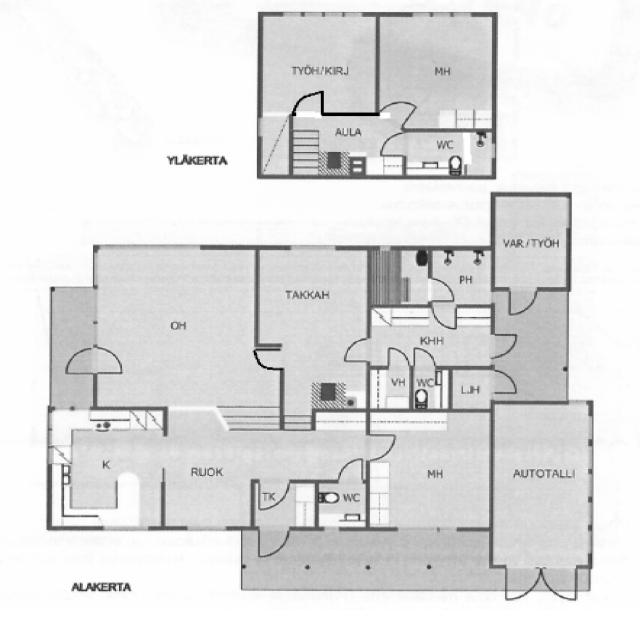 TYÖH/KIRJ
MH
AULA
WC
YLÄKERTA
VAR./TYÖH
PH
TAKKAH
OH
KHH
VH
WC
LJH
K
RUOK
MH
AUTOTALLI
TK
WC
ALAKERTA